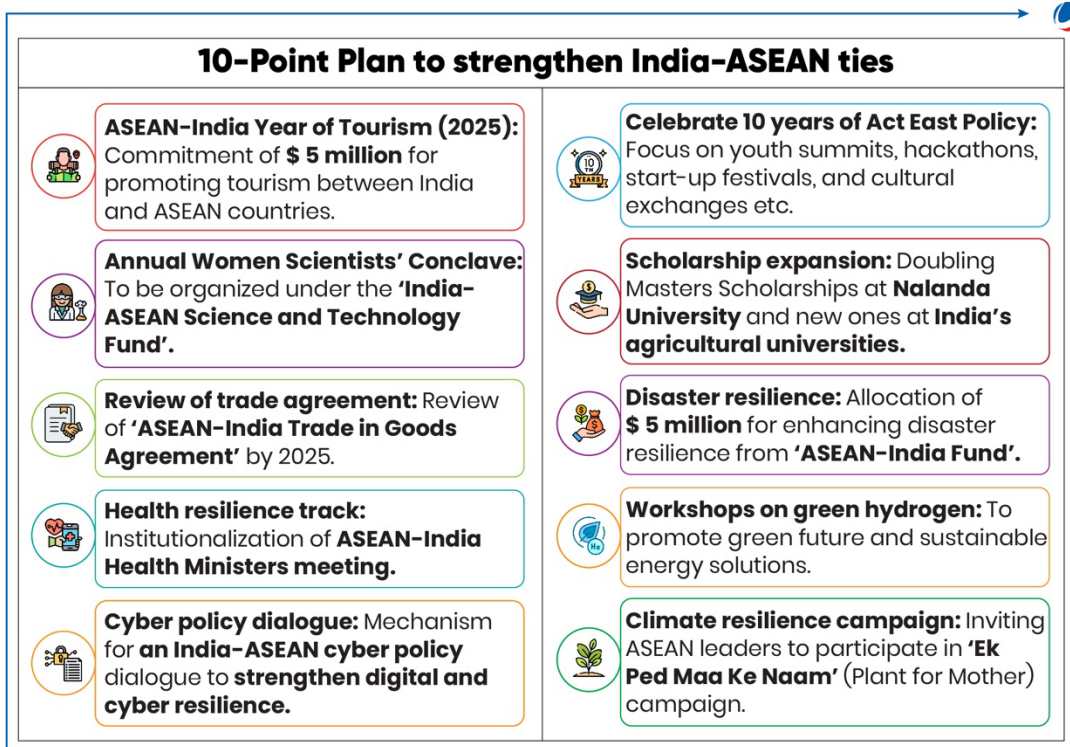 10-Point Plan to strengthen India-ASEAN ties
ASEAN-India Year of Tourism (2025):
Commitment of $ 5 million for
promoting tourism between India
and ASEAN countries.
Annual Women Scientists' Conclave:
To be organized under the 'India-
ASEAN Science and Technology
Fund'.
Review of trade agreement: Review
of 'ASEAN-India Trade in Goods
Agreement' by 2025.
Health resilience track:
Institutionalization of ASEAN-India
Health Ministers meeting.
Cyber policy dialogue: Mechanism
for an India-ASEAN cyber policy
dialogue to strengthen digital and
cyber resilience.
10
TH
YEARS
Celebrate 10 years of Act East Policy:
Focus on youth summits, hackathons,
start-up festivals, and cultural
exchanges etc.
Scholarship expansion: Doubling
Masters Scholarships at Nalanda
University and new ones at India's
agricultural universities.
Disaster resilience: Allocation of
$ 5 million for enhancing disaster
resilience from 'ASEAN-India Fund'.
H₂
Workshops on green hydrogen: To
promote green future and sustainable
energy solutions.
Climate resilience campaign: Inviting
ASEAN leaders to participate in 'Ek
Ped Maa Ke Naam' (Plant for Mother)
campaign.